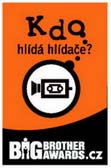 Kdo
hlídá hlídače?
BIG BROTHER
AWARDS.CZ